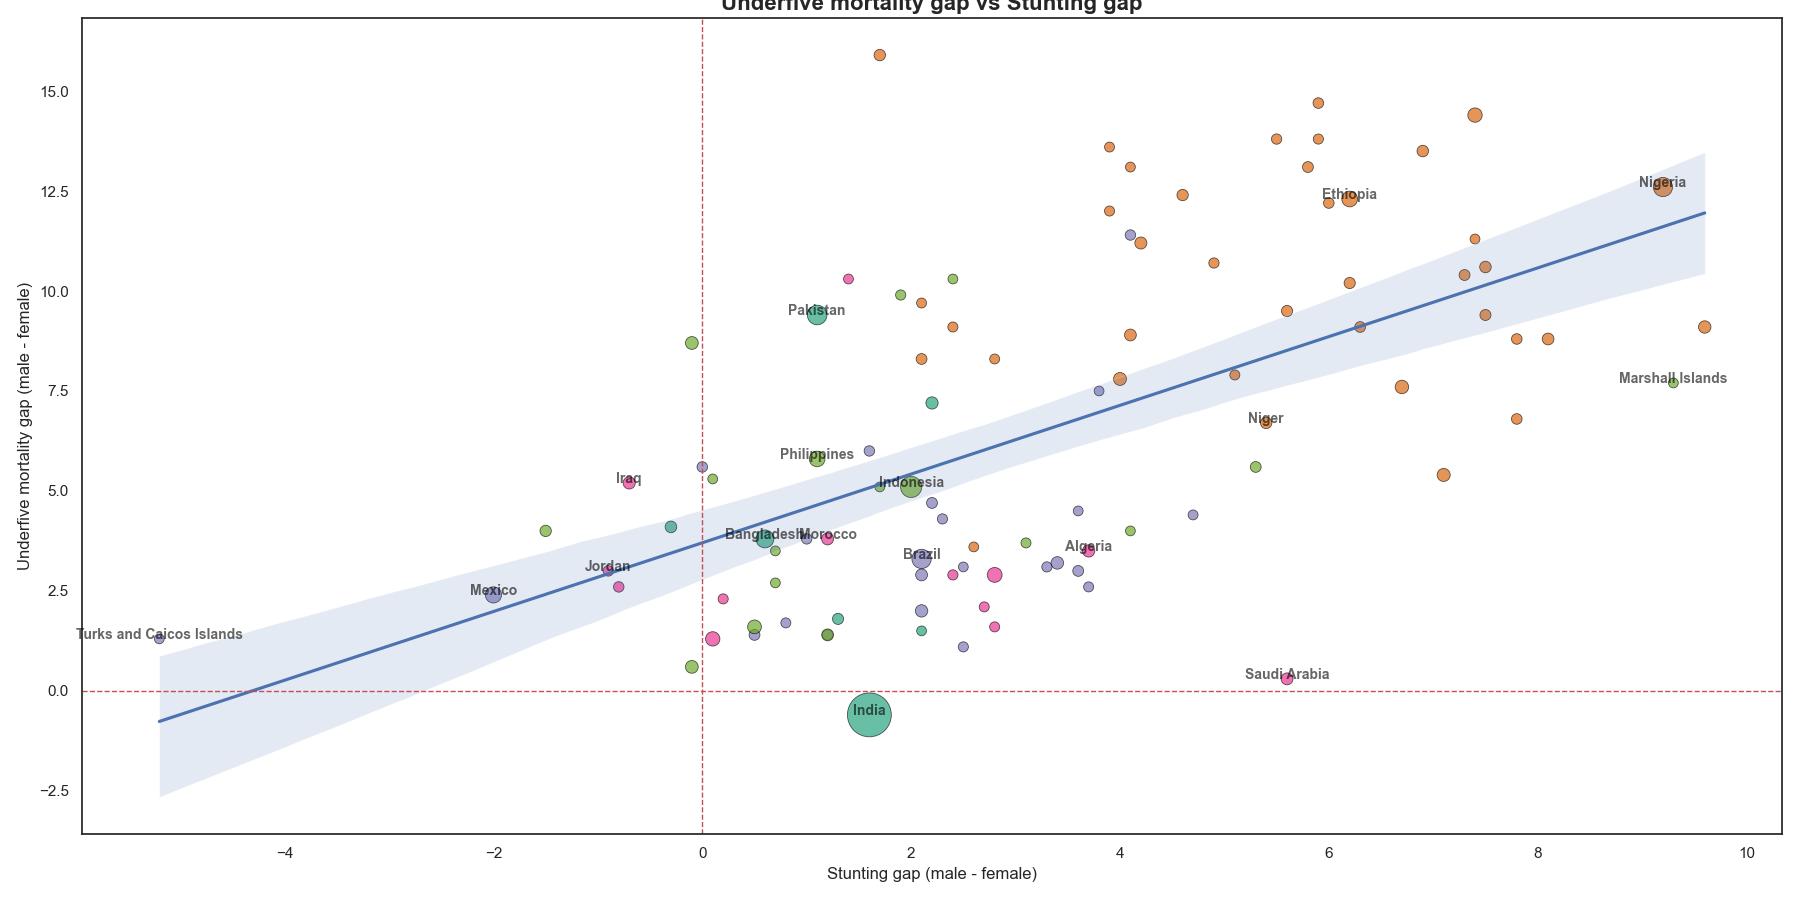 Underfive mortality gap vs Stunting gap
Underfive mortality gap (male - female)
15.0
12.5
10.0
7.5
5.0
2.5
0.0
−2.5
Nigeria
Ethiopia
Pakistan
Marshall Islands
Niger
Philippines
Iraq
Indonesia
Bangladesh
Morocco
Algeria
Brazil
Jordan
Mexico
Turks and Caicos Islands
Saudi Arabia
India
−4
−2
0
2
4
6
8
10
Stunting gap (male - female)